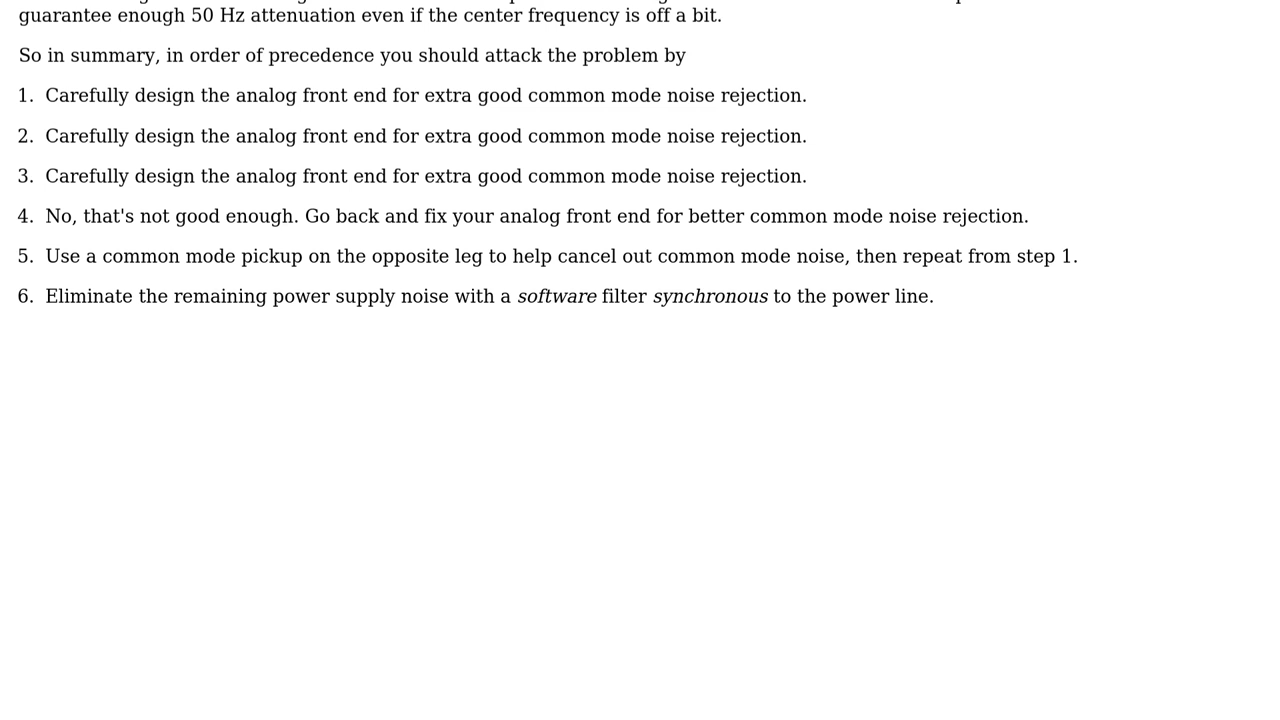 guarantee enough 50 Hz attenuation even if the center frequency is off a bit.
So in summary, in order of precedence you should attack the problem by
1. Carefully design the analog front end for extra good common mode noise rejection.
2. Carefully design the analog front end for extra good common mode noise rejection.
3. Carefully design the analog front end for extra good common mode noise rejection.
4. No, that's not good enough. Go back and fix your analog front end for better common mode noise rejection.
5. Use a common mode pickup on the opposite leg to help cancel out common mode noise, then repeat from step 1.
6. Eliminate the remaining power supply noise with a software filter synchronous to the power line.